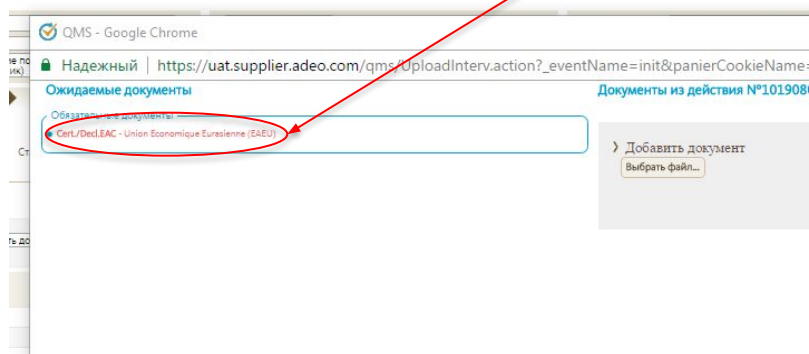 QMS - Google Chrome
Надежный | https://uat.supplier.adeo.com/qms/UploadInterv.action?_eventName=init&panierCookieName=
Ожидаемые документы
Документы из действия №1019080
Обязательные документы
Cert./Decl.EAC - Union Economique Eurasienne (EAEU)
Добавить документ
Выбрать файл...